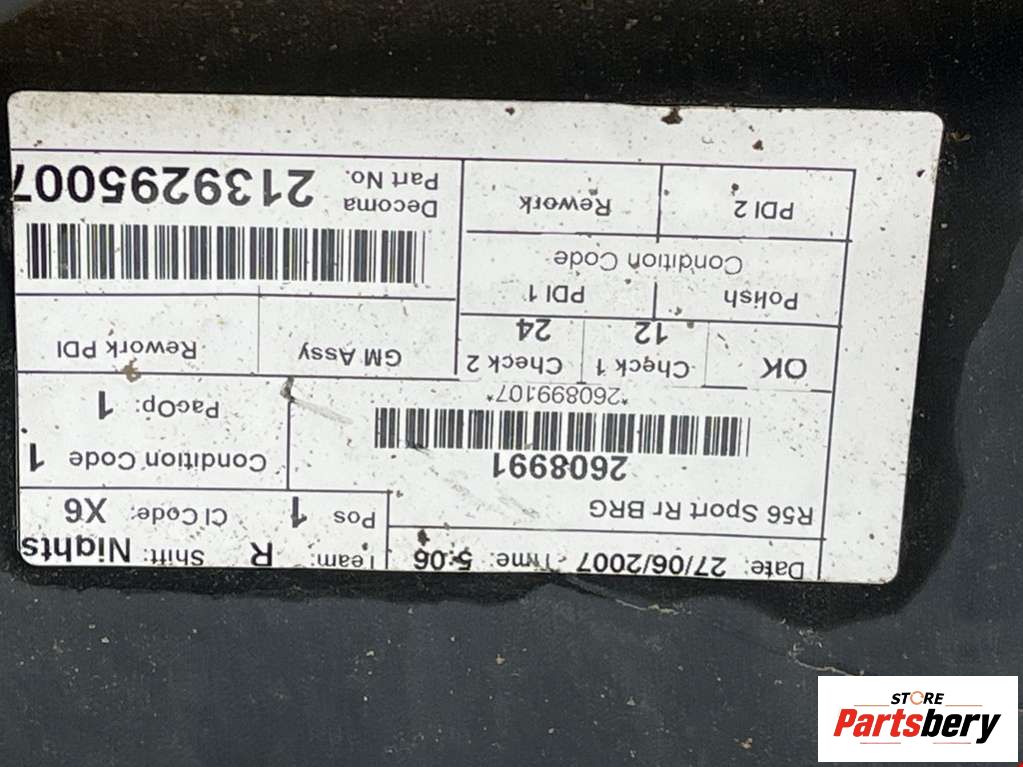 Date: 27/06/2007 Time: 5:06 Team: R Shift: Nights
R56 Sport Rr BRG
Pos 1 Cl Code: X6
2608991
Condition Code 1
*260899107*
PacOp: 1
OK
Check 1 12
Check 2 24
GM Assy
Rework PDI
Polish
PDI 1
Condition Code
PDI 2
Rework
Decoma
Part No.
2139295007
STORE
Partsbery